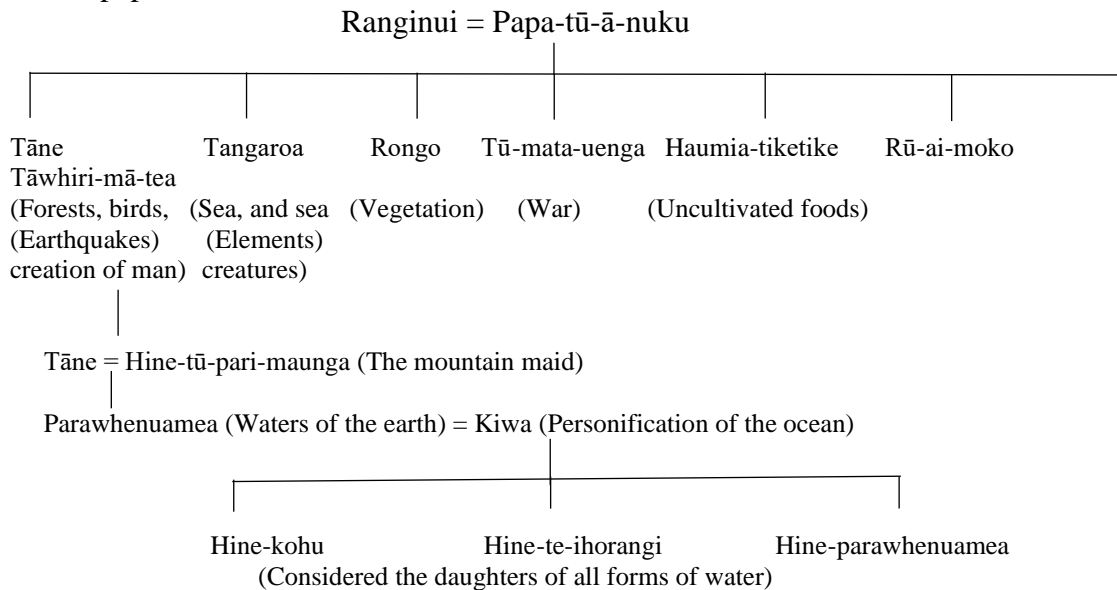 Ranginui = Papa-tū-ā-nuku
Tāne Tangaroa Rongo Tū-mata-uenga Haumia-tiketike Rū-ai-moko
Tāwhiri-mā-tea
(Forests, birds, (Sea, and sea (Vegetation) (War) (Uncultivated foods)
(Earthquakes) (Elements)
creation of man) creatures)
Tāne = Hine-tū-pari-maunga (The mountain maid)
Parawhenuamea (Waters of the earth) = Kiwa (Personification of the ocean)
Hine-kohu Hine-te-ihorangi Hine-parawhenuamea
(Considered the daughters of all forms of water)